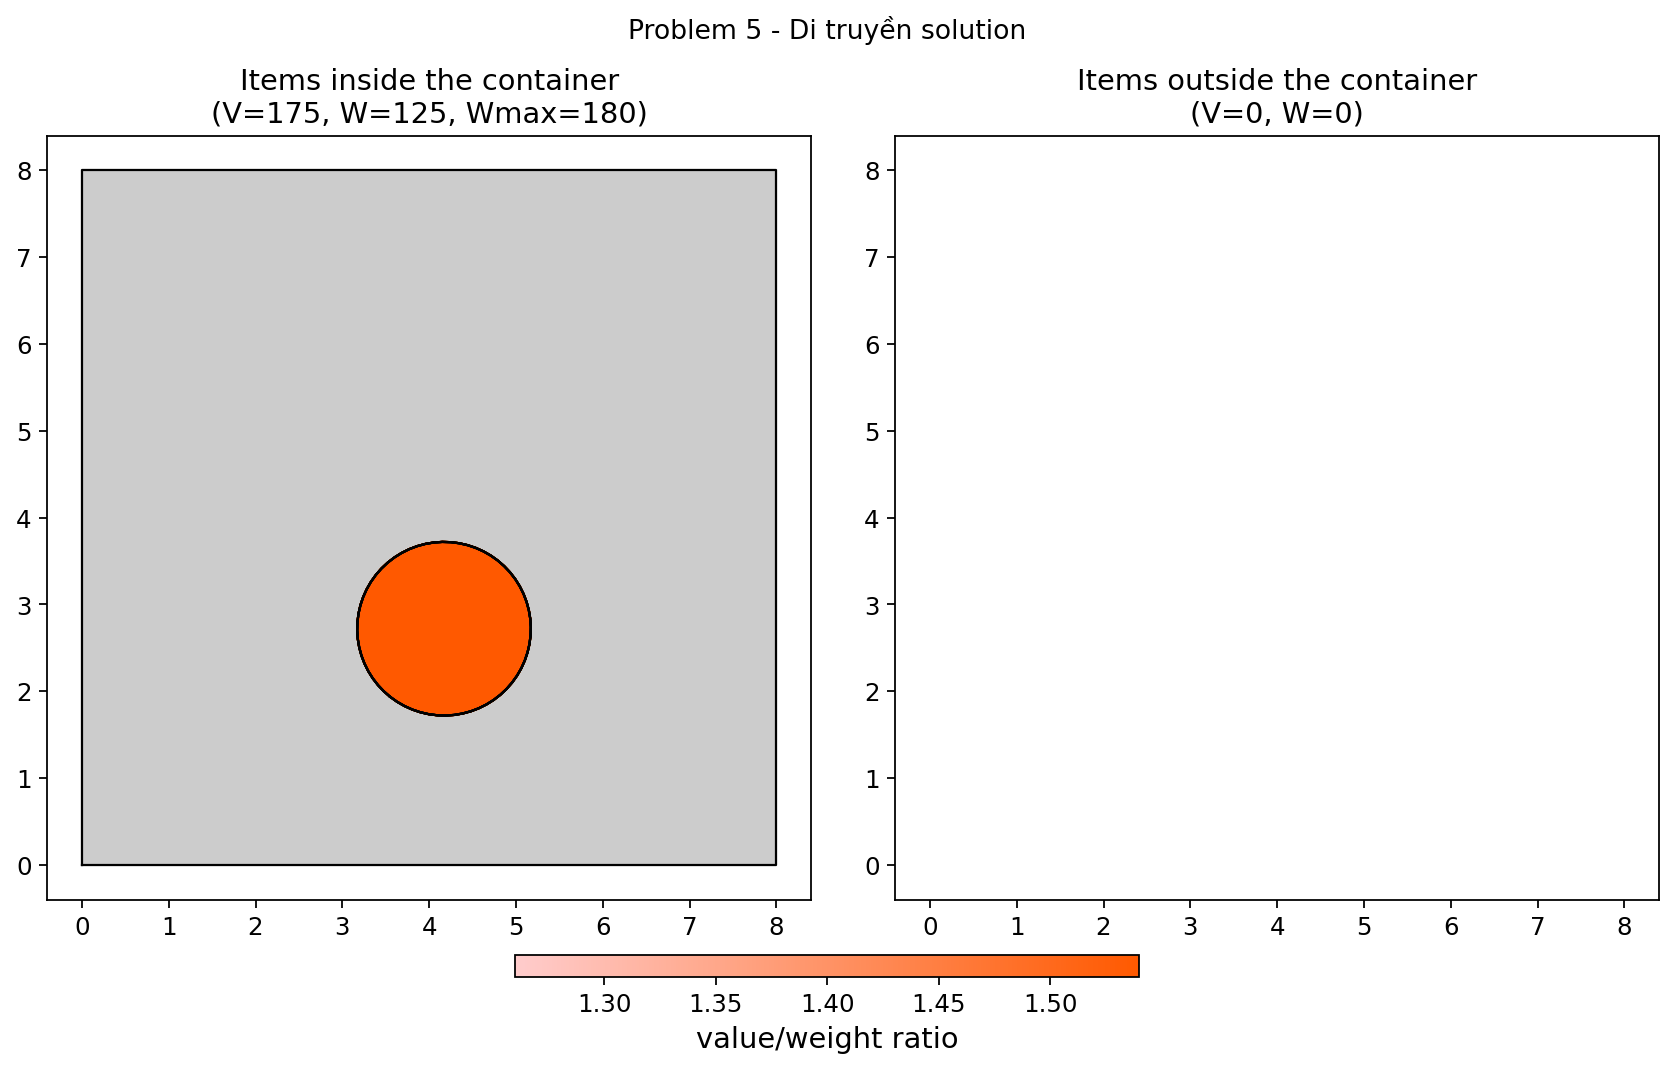 Problem 5 - Di truyền solution
Items inside the container
(V=175, W=125, Wmax=180)
8
7
6
5
4
3
2
1
0
0 1 2 3 4 5 6 7 8
Items outside the container
(V=0, W=0)
8
7
6
5
4
3
2
1
0
0 1 2 3 4 5 6 7 8
1.30 1.35 1.40 1.45 1.50
value/weight ratio